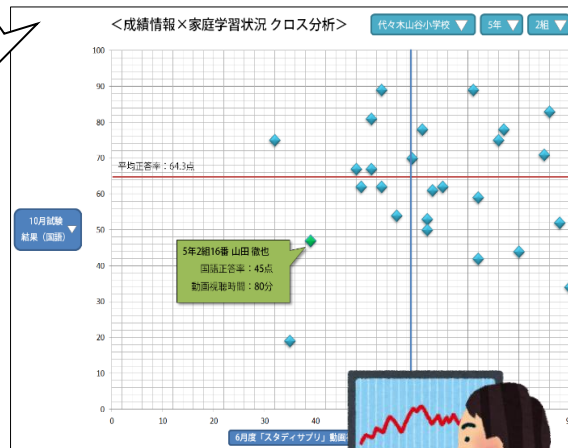 ＜成績情報×家庭学習状況 クロス分析＞
代々木山谷小学校 ▼
5年 ▼
2組 ▼
100
90
80
70
平均正答率：64.3点
60
10月試験
結果（国語） ▼
50
5年2組16番 山田 徹也
国語正答率：45点
動画視聴時間：80分
40
30
20
10
0
0
20
40
6月度「スタディサプリ」動画